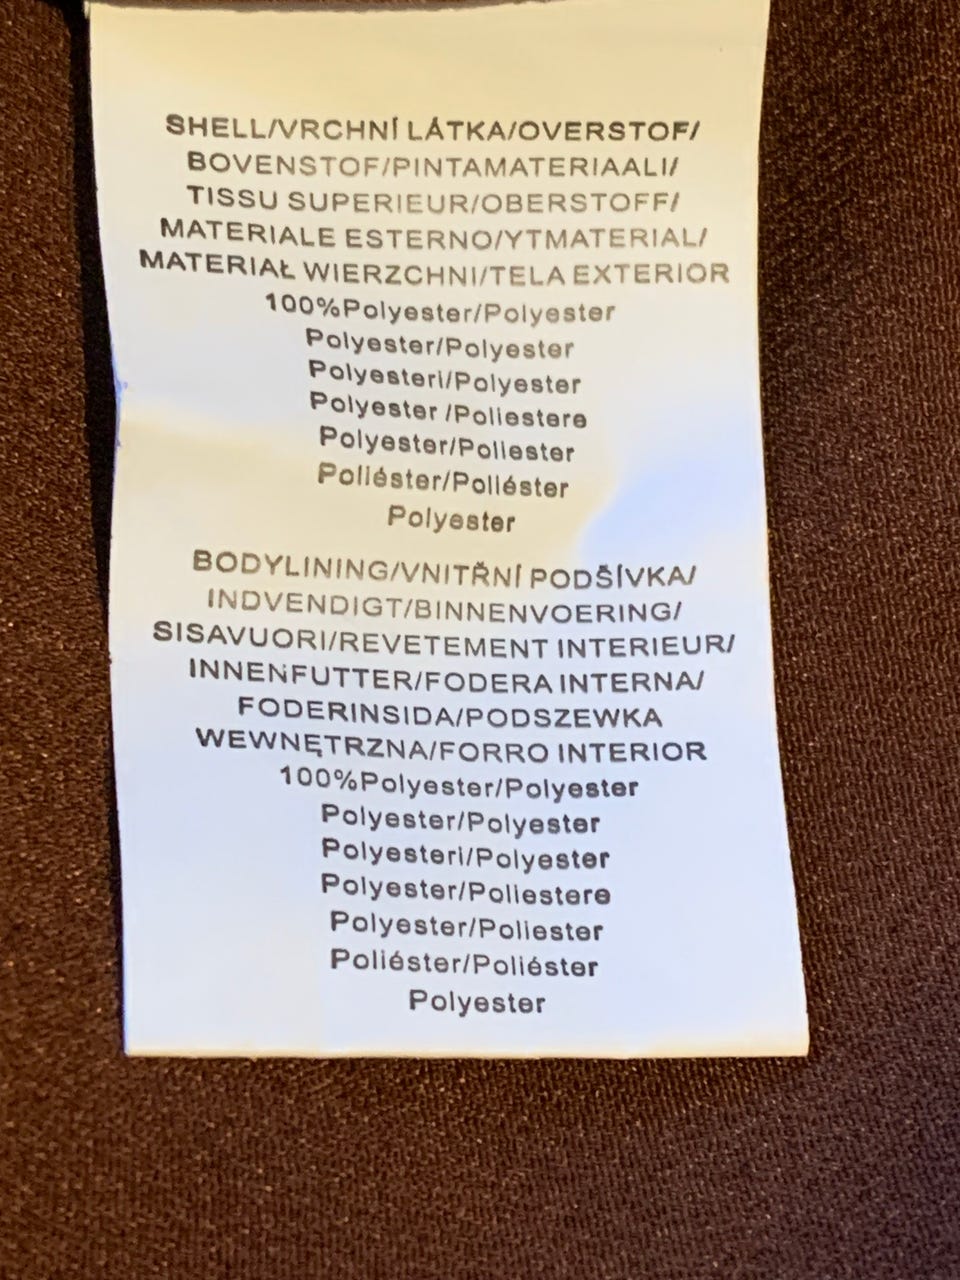 SHELL/VRCHNÍ LÁTKA/OVERSTOF/
BOVENSTOF/PINTAMATERIAALI/
TISSU SUPERIEUR/OBERSTOFF/
MATERIALE ESTERNO/YTMATERIAL/
MATERIAŁ WIERZCHNI/TELA EXTERIOR
100%Polyester/Polyester
Polyester/Polyester
Polyesteri/Polyester
Polyester /Poliestere
Polyester/Poliester
Poliéster/Poliéster
Polyester
BODYLINING/VNITŘNÍ PODŠÍVKA/
INDVENDIGT/BINNENVOERING/
SISAVUORI/REVETEMENT INTERIEUR/
INNENFUTTER/FODERA INTERNA/
FODERINSIDA/PODSZEWKA
WEWNĘTRZNA/FORRO INTERIOR
100%Polyester/Polyester
Polyester/Polyester
Polyesteri/Polyester
Polyester/Poliestere
Polyester/Poliester
Poliéster/Poliéster
Polyester